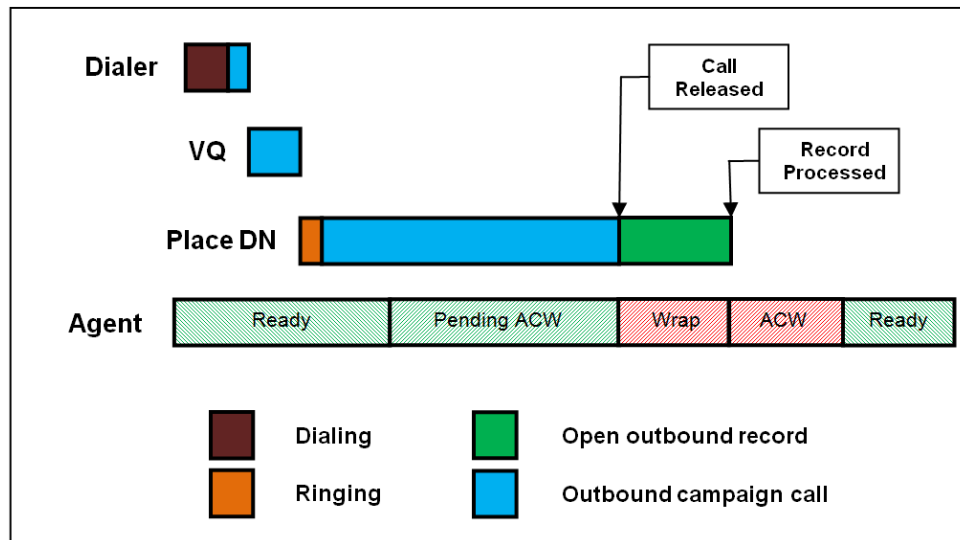 Dialer
Call
Released
VQ
Record
Processed
Place DN
Agent
Ready
Pending ACW
Wrap
ACW
Ready
Dialing
Open outbound record
Ringing
Outbound campaign call